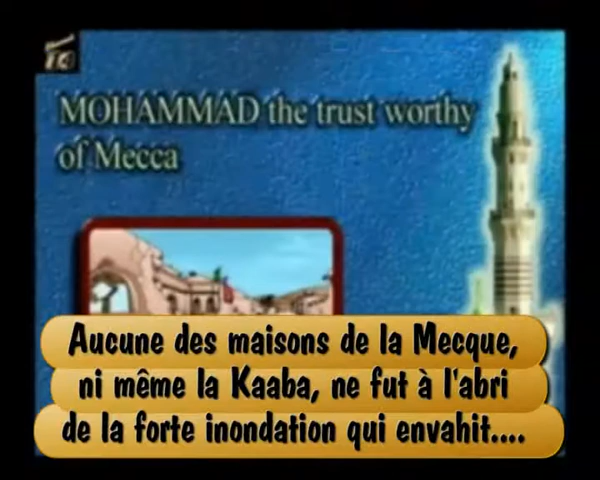 MOHAMMAD the trust worthy
of Mecca
Aucune des maisons de la Mecque,
ni même la Kaaba, ne fut à l'abri
de la forte inondation qui envahit....